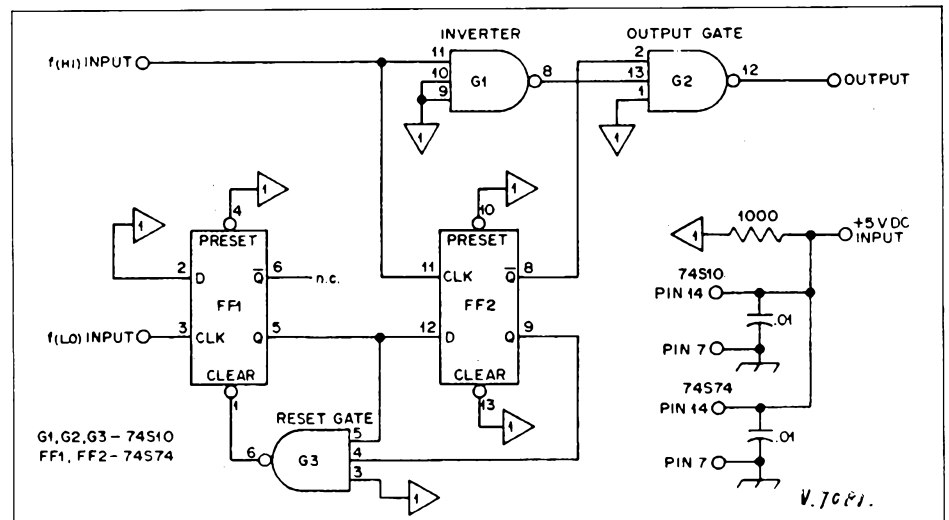 INVERTER
OUTPUT GATE
f(HI) INPUT
11
10
9
G1
8
2
13
1
G2
12
OUTPUT
1
1
1
4
1
10
1
PRESET
2
D
Q
6
n.c.
FF1
f(LO) INPUT
3
CLK
Q
5
CLEAR
1
PRESET
11
CLK
Q
8
FF2
12
D
Q
9
CLEAR
13
1
1
1000
+5VDC
INPUT
74S10
PIN 14
.01
PIN 7
74S74
PIN 14
.01
PIN 7
RESET GATE
6
G3
5
4
3
1
G1,G2,G3 – 74S10
FF1, FF2 – 74S74